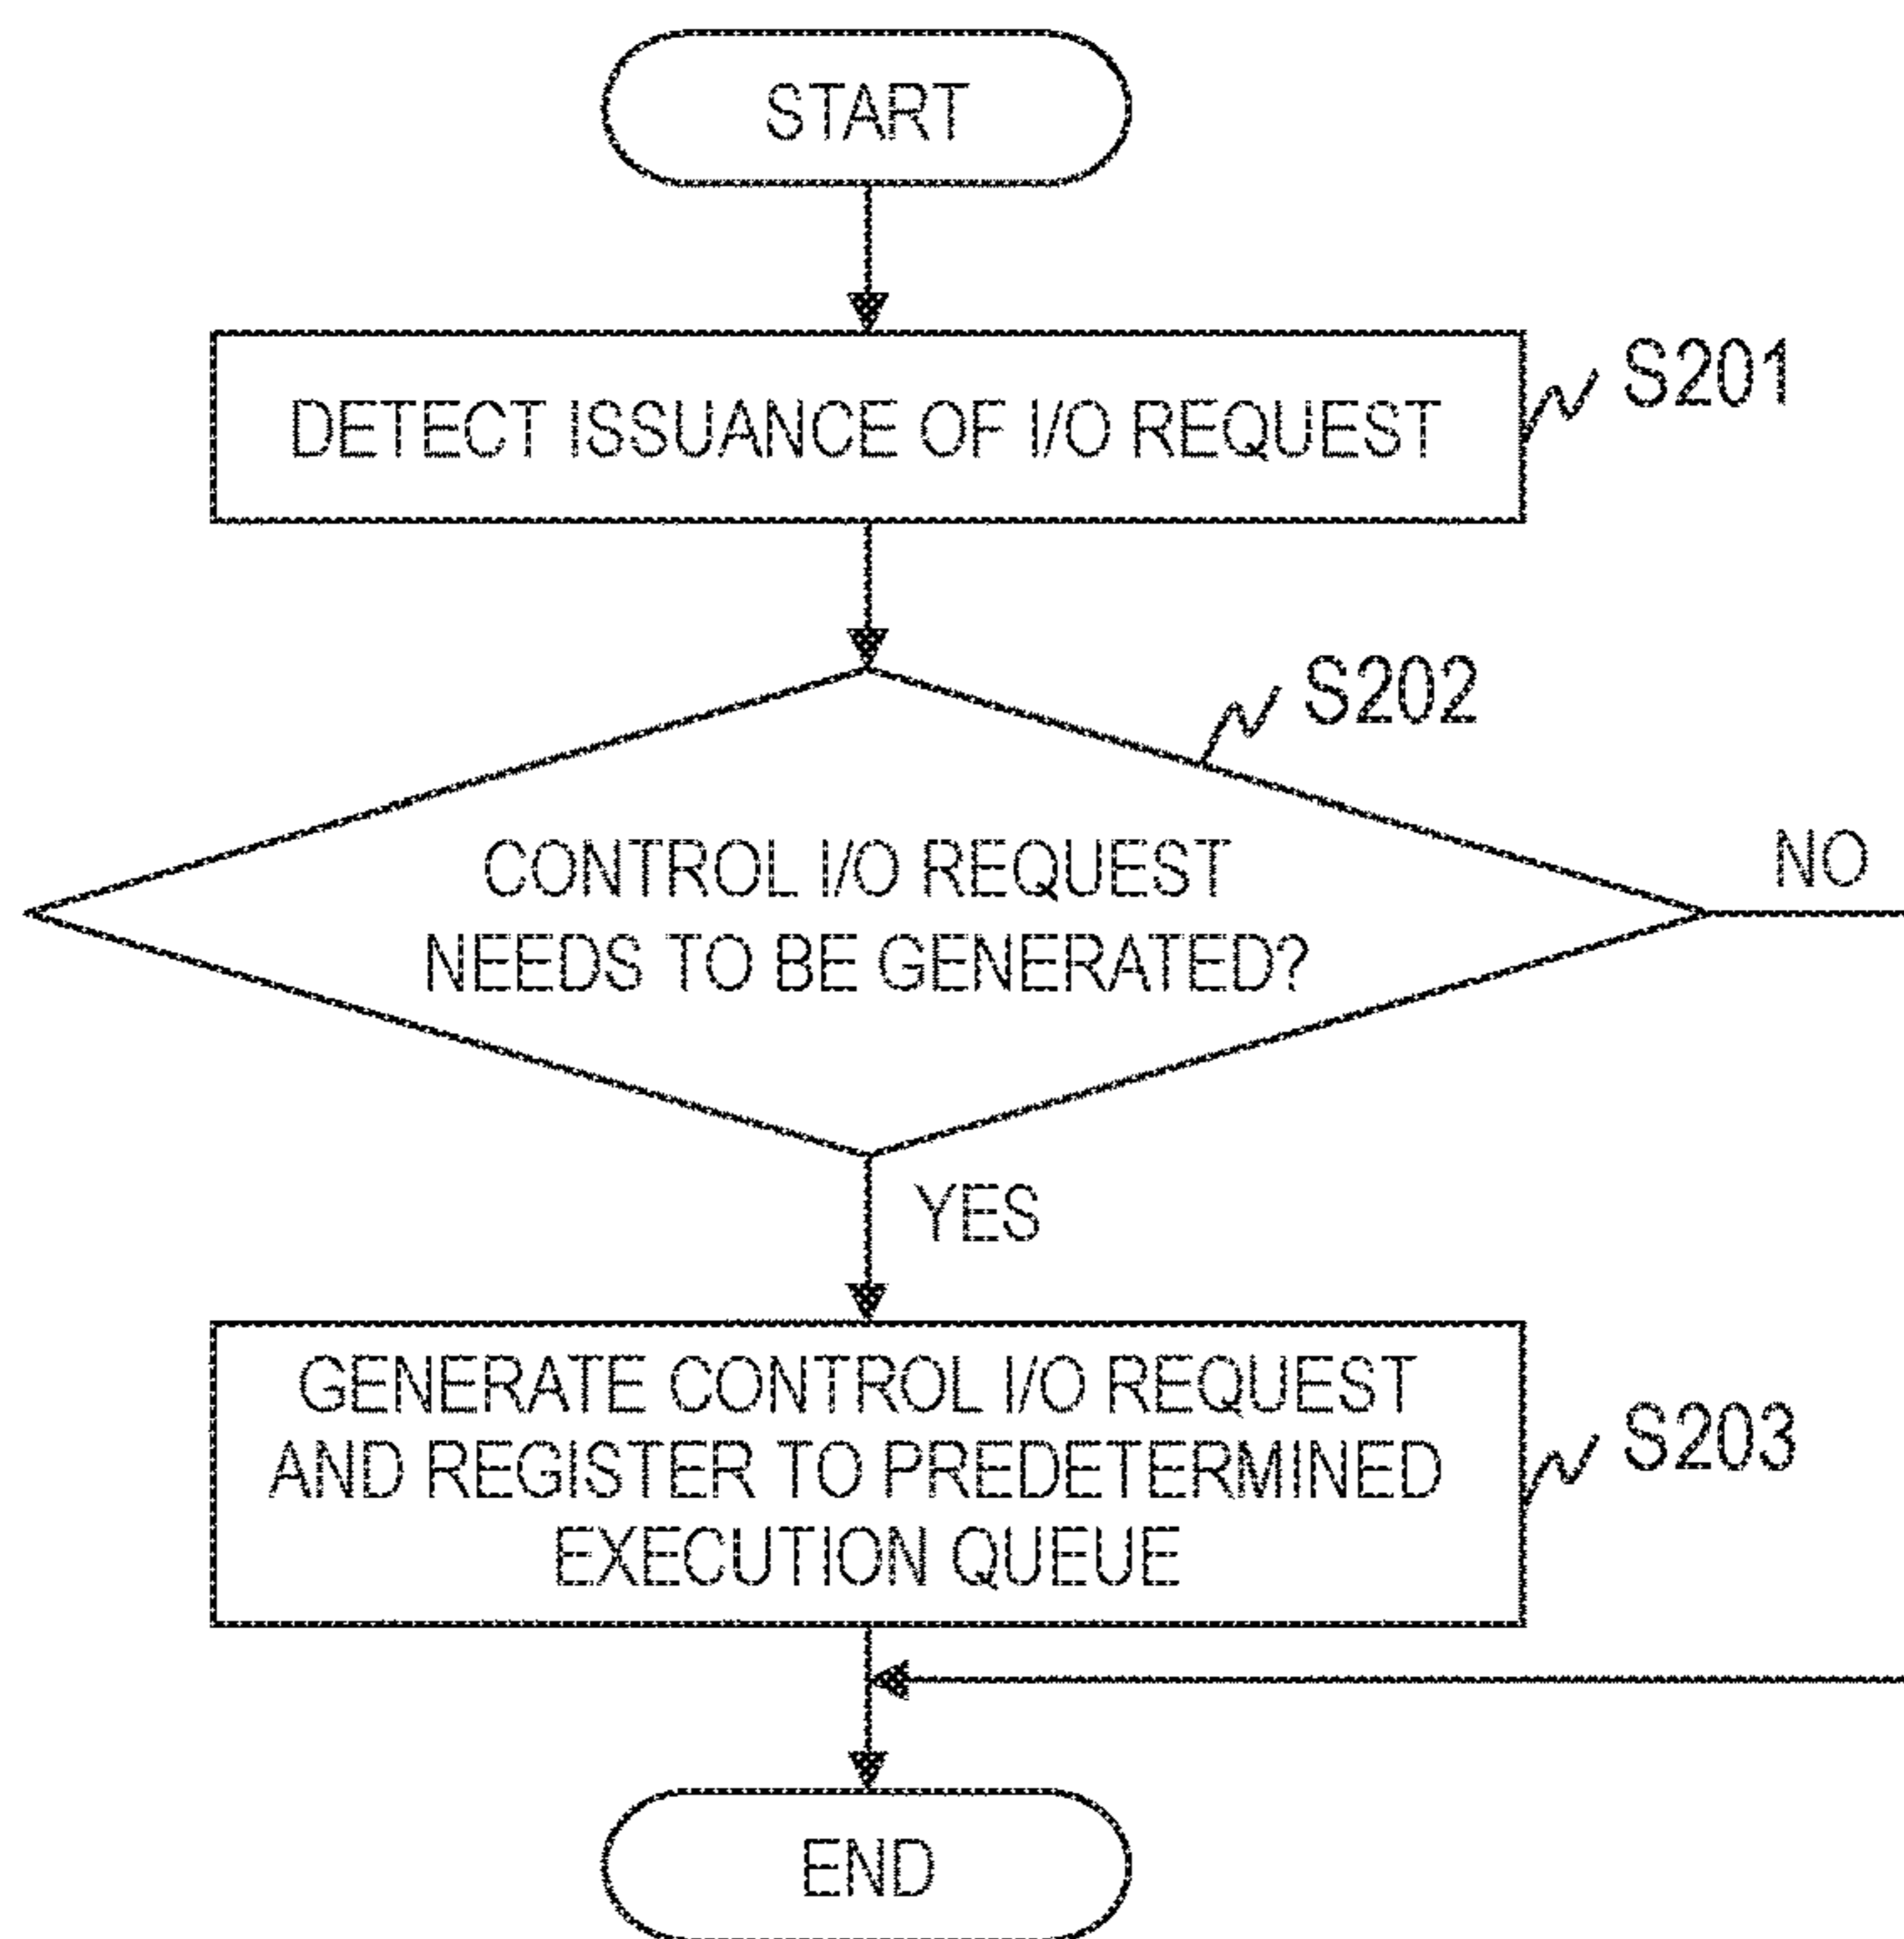 START
DETECT ISSUANCE OF I/O REQUEST
S201
S202
CONTROL I/O REQUEST
NEEDS TO BE GENERATED?
NO
YES
GENERATE CONTROL I/O REQUEST
AND REGISTER TO PREDETERMINED
EXECUTION QUEUE
S203
END